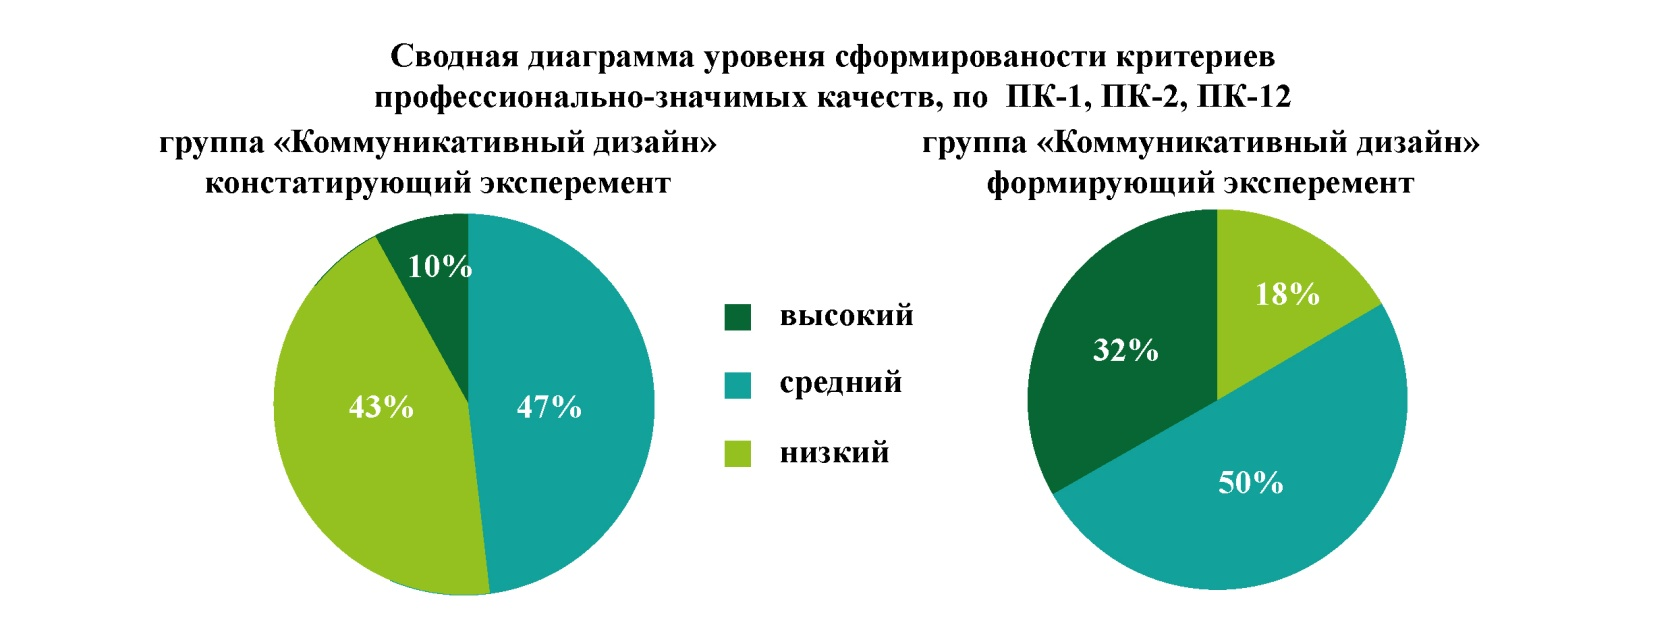 Сводная диаграмма уровеня сформированости критериев
профессионально-значимых качеств, по ПК-1, ПК-2, ПК-12
группа «Коммуникативный дизайн»
констатирующий эксперемент
группа «Коммуникативный дизайн»
формирующий эксперемент
10%
43%
47%
высокий
средний
низкий
18%
32%
50%